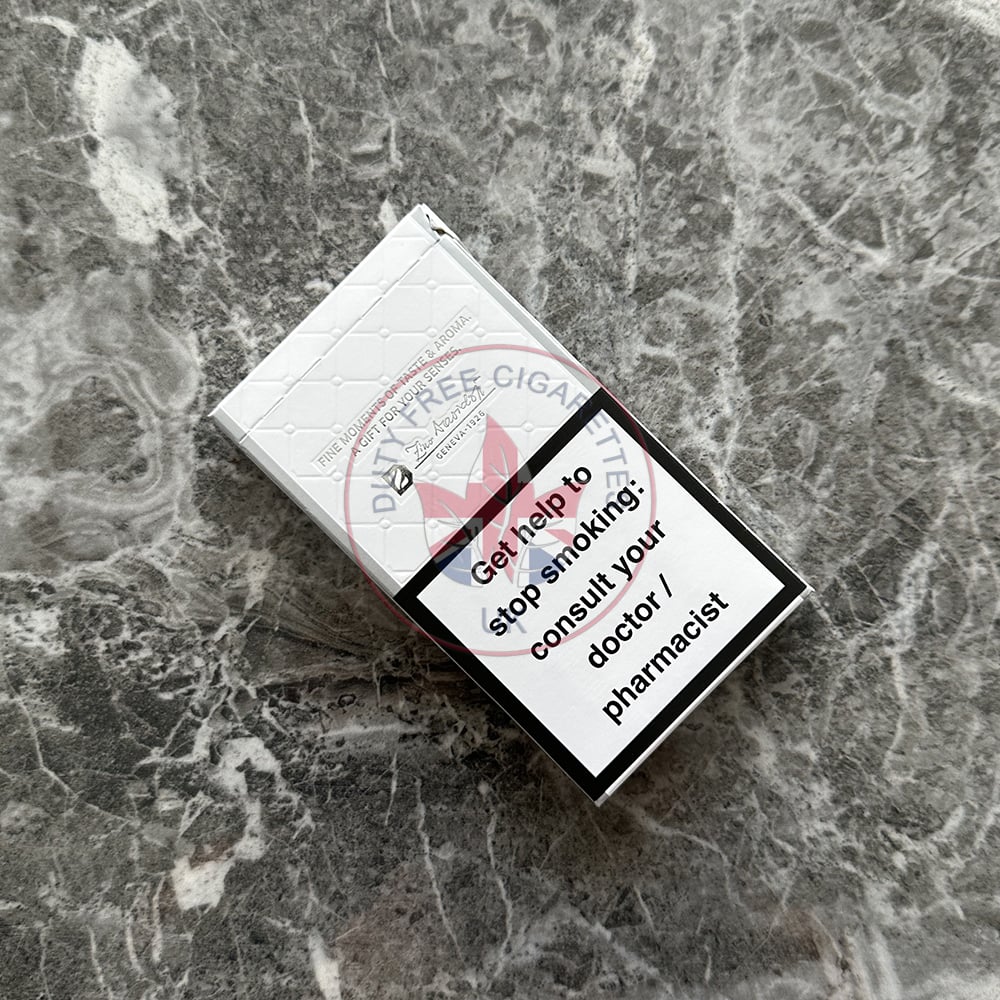 FINE MOMENTS OF TASTE & AROMA.
A GIFT FOR YOUR SENSES.
Zino Davidoff
GENEVA·1926
DUTY FREE CIGARETTES
UK
Get help to
stop smoking:
consult your
doctor /
pharmacist